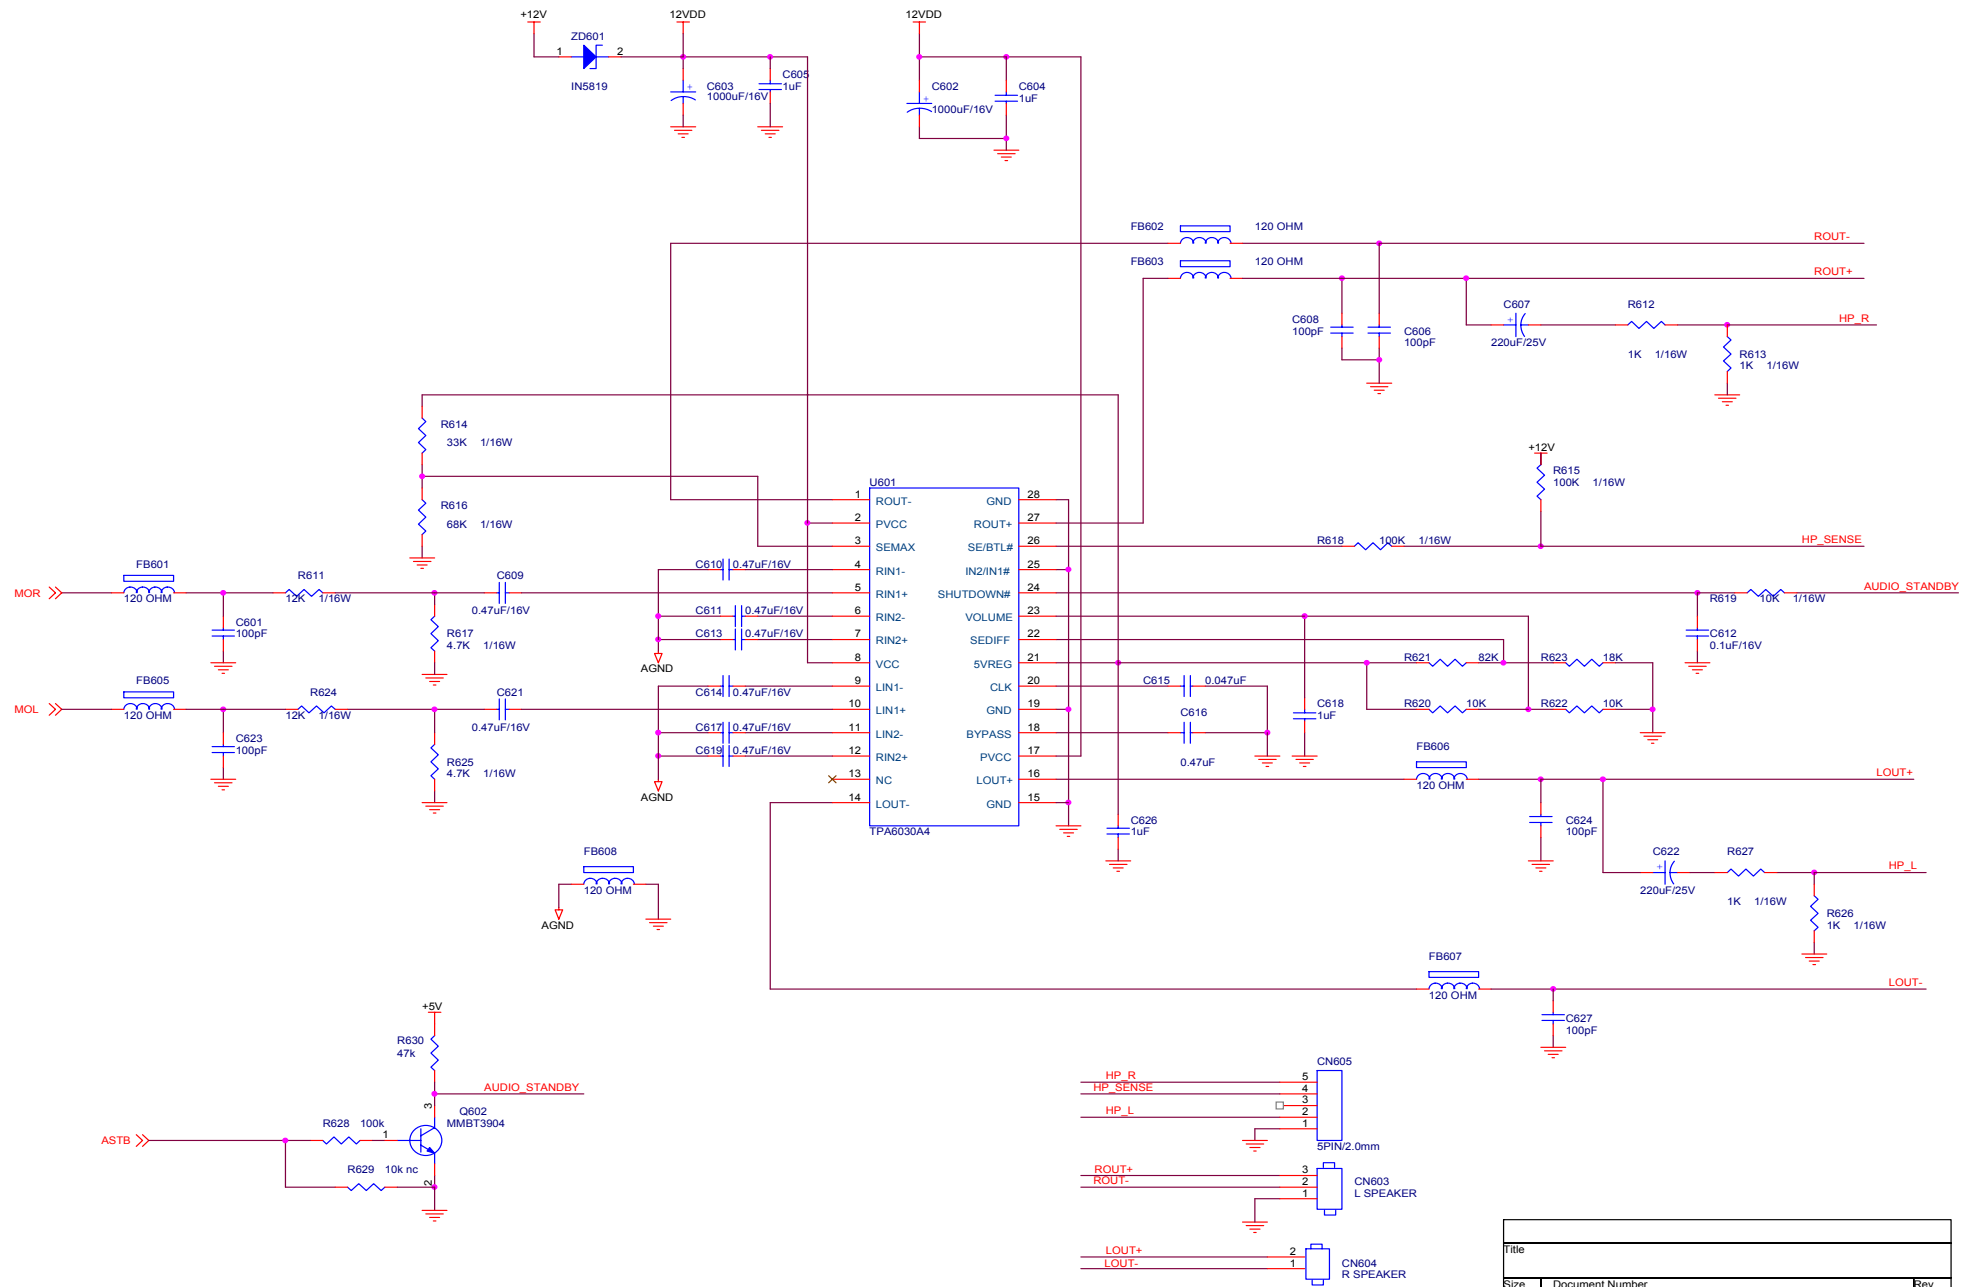 +12V
12VDD
12VDD
ZD601
1
2
IN5819
C603
1000uF/16V
C605
1uF
C602
1000uF/16V
C604
1uF
FB602
120 OHM
ROUT-
FB603
120 OHM
ROUT+
C608
100pF
C606
100pF
C607
220uF/25V
R612
1K 1/16W
HP_R
R613
1K 1/16W
R614
33K 1/16W
R616
68K 1/16W
+12V
R615
100K 1/16W
R618
100K 1/16W
HP_SENSE
AUDIO_STANDBY
R619
10K 1/16W
C612
0.1uF/16V
U601
1 ROUT-
2 PVCC
3 SEMAX
4 RIN1-
5 RIN1+
6 RIN2-
7 RIN2+
8 VCC
9 LIN1-
10 LIN1+
11 LIN2-
12 RIN2+
13 NC
14 LOUT-
GND 28
ROUT+ 27
SE/BTL# 26
IN2/IN1# 25
SHUTDOWN# 24
VOLUME 23
SEDIFF 22
5VREG 21
CLK 20
GND 19
BYPASS 18
PVCC 17
LOUT+ 16
GND 15
TPA6030A4
MOR
FB601
120 OHM
C601
100pF
R611
12K 1/16W
R617
4.7K 1/16W
C609
0.47uF/16V
C610 0.47uF/16V
C611 0.47uF/16V
C613 0.47uF/16V
AGND
MOL
FB605
120 OHM
C623
100pF
R624
12K 1/16W
R625
4.7K 1/16W
C621
0.47uF/16V
C614 0.47uF/16V
C617 0.47uF/16V
C619 0.47uF/16V
AGND
C615 0.047uF
C616
0.47uF
C618
1uF
R621 82K
R623 18K
R620 10K
R622 10K
FB606
120 OHM
LOUT+
C624
100pF
C626
1uF
C622
220uF/25V
R627
1K 1/16W
HP_L
R626
1K 1/16W
FB608
120 OHM
AGND
FB607
120 OHM
LOUT-
C627
100pF
+5V
R630
47k
AUDIO_STANDBY
3
Q602
MMBT3904
ASTB
R628 100k
1
R629 10k nc
2
CN605
HP_R 5
HP_SENSE 4
3
HP_L 2
1
5PIN/2.0mm
ROUT+ 3
ROUT- 2
1
CN603
L SPEAKER
LOUT+ 2
LOUT- 1
CN604
R SPEAKER
Title
Size Document Number Rev